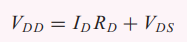 V_{DD} = I_D R_D + V_{DS}